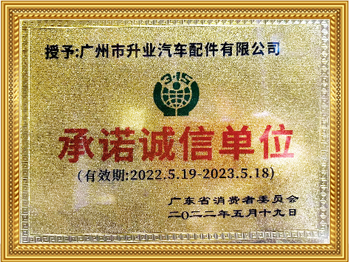 授予:广州市升业汽车配件有限公司
3·15
承诺诚信单位
(有效期:2022.5.19-2023.5.18)
广东省消费者委员会
二〇二二年五月十九日